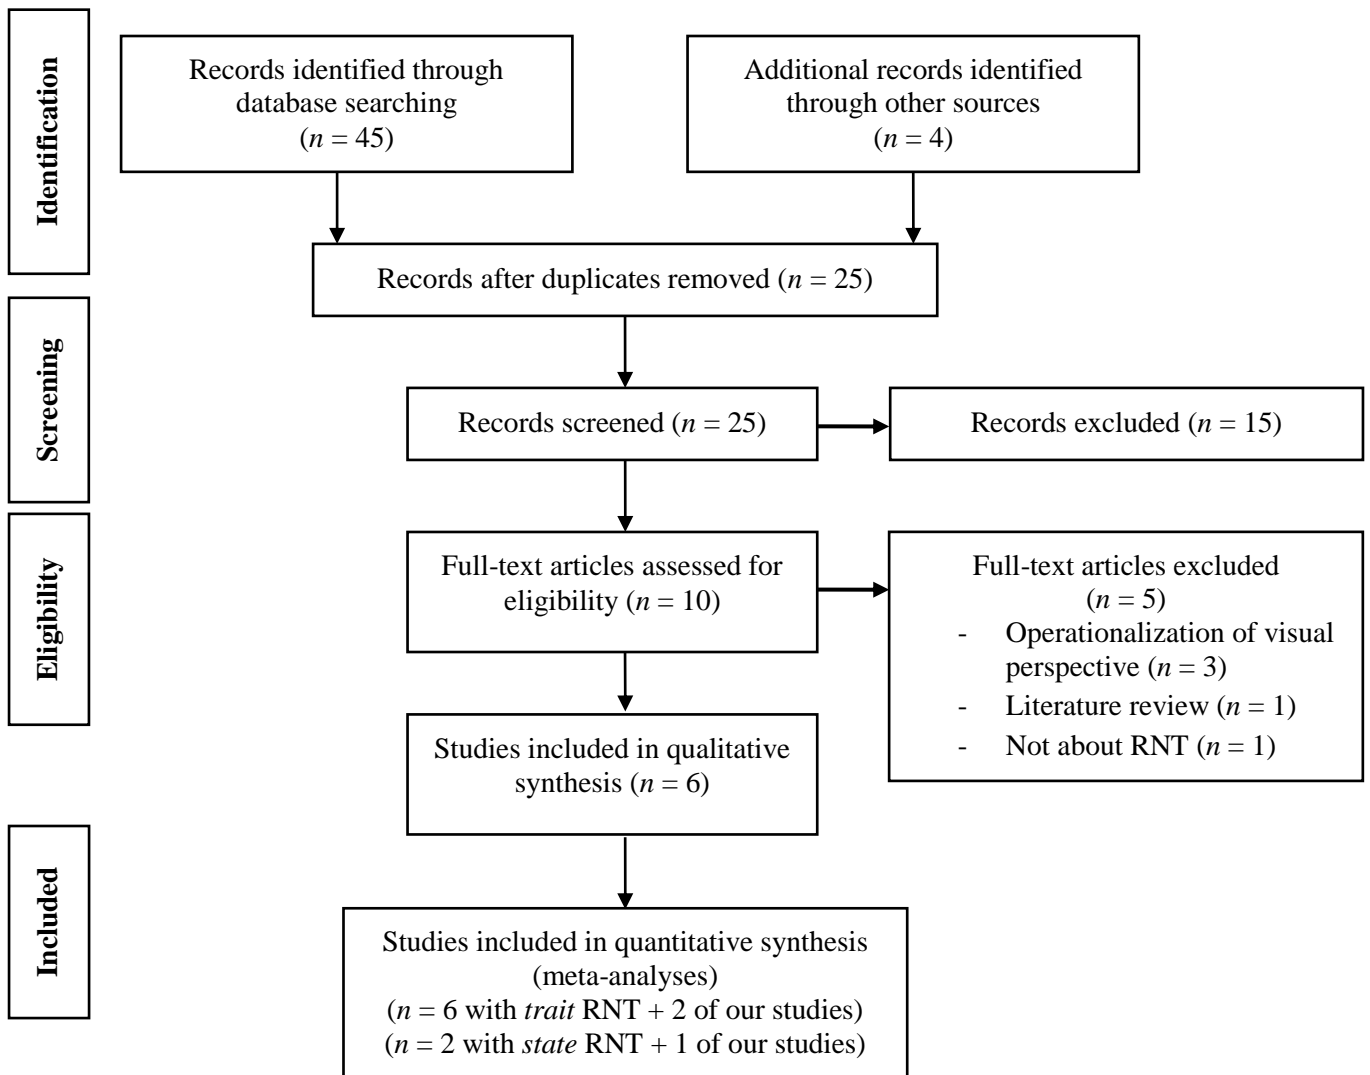 Identification
Records identified through
database searching
(n = 45)
Additional records identified
through other sources
(n = 4)
Records after duplicates removed (n = 25)
Screening
Records screened (n = 25)
Records excluded (n = 15)
Eligibility
Full-text articles assessed for
eligibility (n = 10)
Full-text articles excluded
(n = 5)
- Operationalization of visual
perspective (n = 3)
- Literature review (n = 1)
- Not about RNT (n = 1)
Studies included in qualitative
synthesis (n = 6)
Included
Studies included in quantitative synthesis
(meta-analyses)
(n = 6 with trait RNT + 2 of our studies)
(n = 2 with state RNT + 1 of our studies)